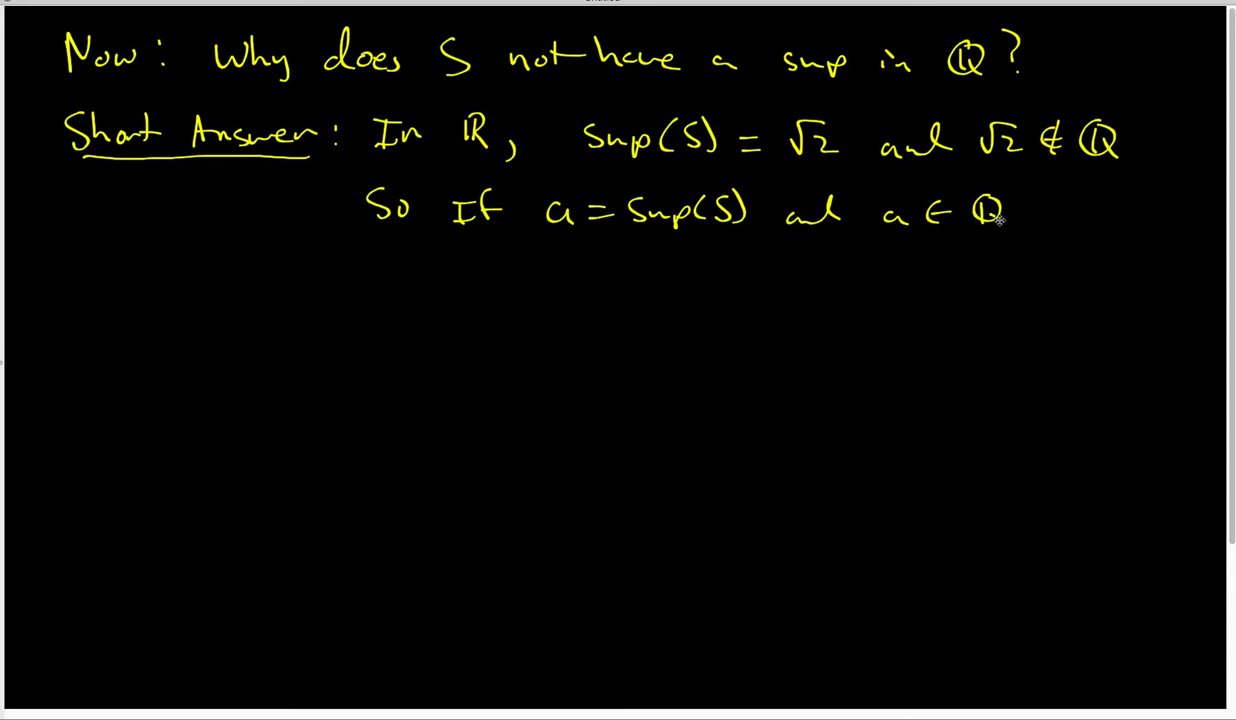 Now: Why does S not have a sup in ℚ?
Short Answer: In ℝ, sup(S) = √2 and √2 ∉ ℚ
So If a = sup(S) and a ∈ ℚ